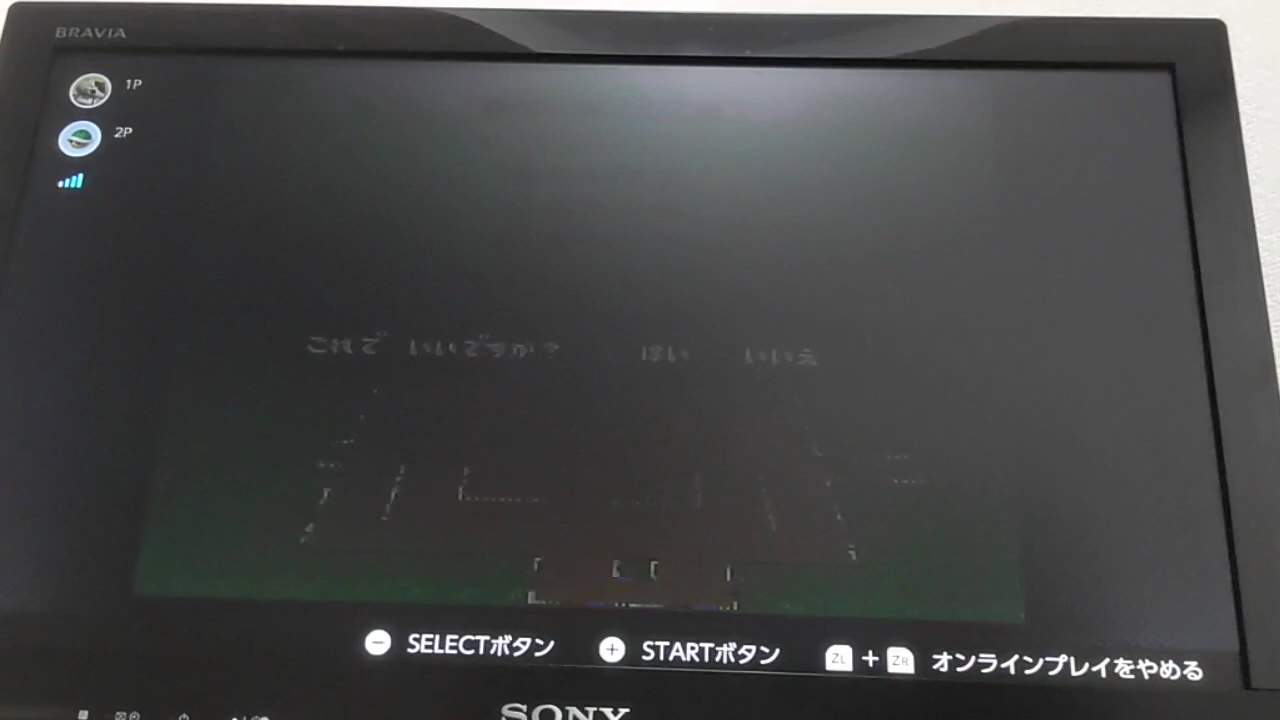 BRAVIA
1P
2P
これで いいですか? はい いいえ
SELECTボタン
STARTボタン
ZL + ZR オンラインプレイをやめる
SONY